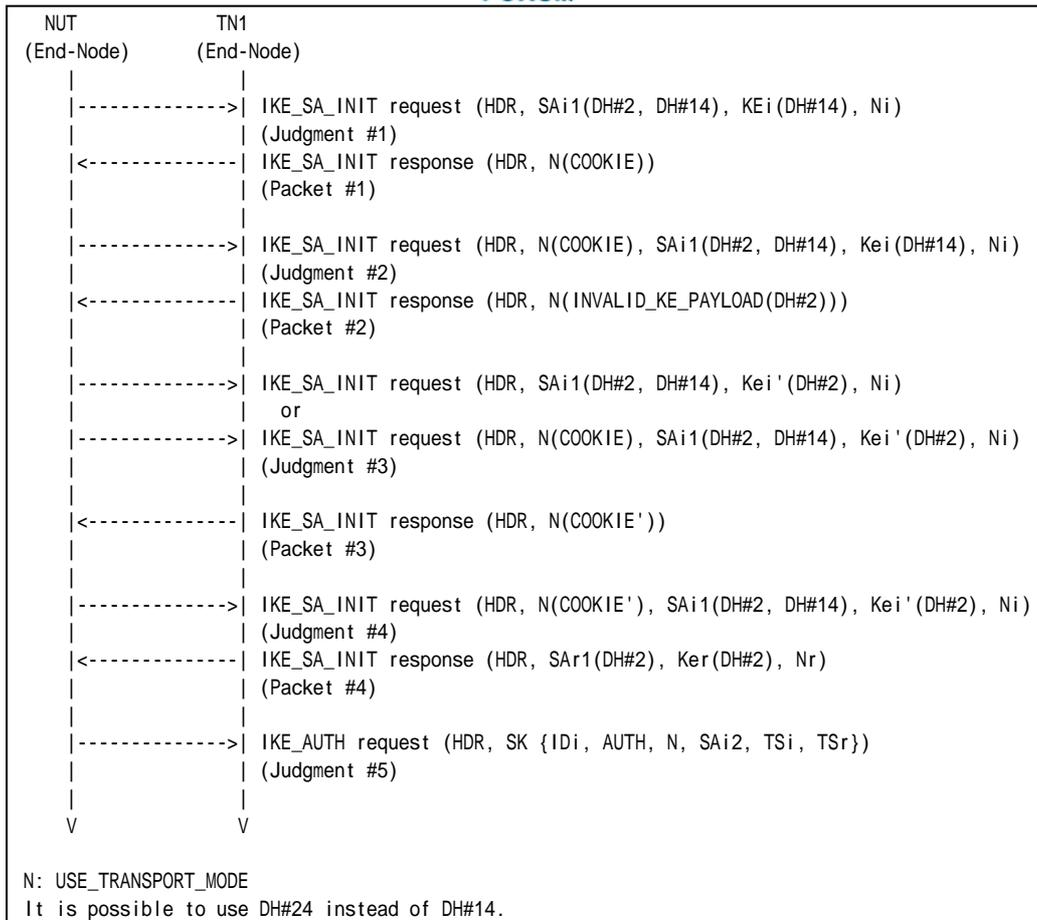 NUT TN1
(End-Node) (End-Node)
| |
|-------------->| IKE_SA_INIT request (HDR, SAi1(DH#2, DH#14), KEi(DH#14), Ni)
| | (Judgment #1)
|<--------------| IKE_SA_INIT response (HDR, N(COOKIE))
| | (Packet #1)
| |
|-------------->| IKE_SA_INIT request (HDR, N(COOKIE), SAi1(DH#2, DH#14), Kei(DH#14), Ni)
| | (Judgment #2)
|<--------------| IKE_SA_INIT response (HDR, N(INVALID_KE_PAYLOAD(DH#2)))
| | (Packet #2)
| |
|-------------->| IKE_SA_INIT request (HDR, SAi1(DH#2, DH#14), Kei'(DH#2), Ni)
| | or
|-------------->| IKE_SA_INIT request (HDR, N(COOKIE), SAi1(DH#2, DH#14), Kei'(DH#2), Ni)
| | (Judgment #3)
| |
|<--------------| IKE_SA_INIT response (HDR, N(COOKIE'))
| | (Packet #3)
| |
|-------------->| IKE_SA_INIT request (HDR, N(COOKIE'), SAi1(DH#2, DH#14), Kei'(DH#2), Ni)
| | (Judgment #4)
|<--------------| IKE_SA_INIT response (HDR, SAr1(DH#2), Ker(DH#2), Nr)
| | (Packet #4)
| |
|-------------->| IKE_AUTH request (HDR, SK {IDi, AUTH, N, SAi2, TSi, TSr})
| | (Judgment #5)
| |
V V
N: USE_TRANSPORT_MODE
It is possible to use DH#24 instead of DH#14.